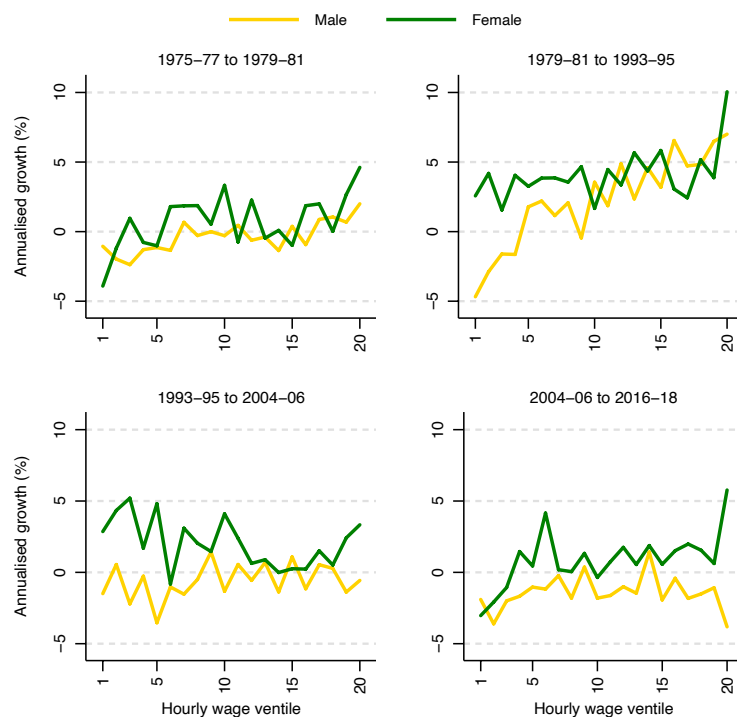 Male Female
1975−77 to 1979−81
1979−81 to 1993−95
Annualised growth (%)
10
5
0
−5
1 5 10 15 20
10
5
0
−5
1 5 10 15 20
1993−95 to 2004−06
2004−06 to 2016−18
Annualised growth (%)
10
5
0
−5
1 5 10 15 20
Hourly wage ventile
10
5
0
−5
1 5 10 15 20
Hourly wage ventile